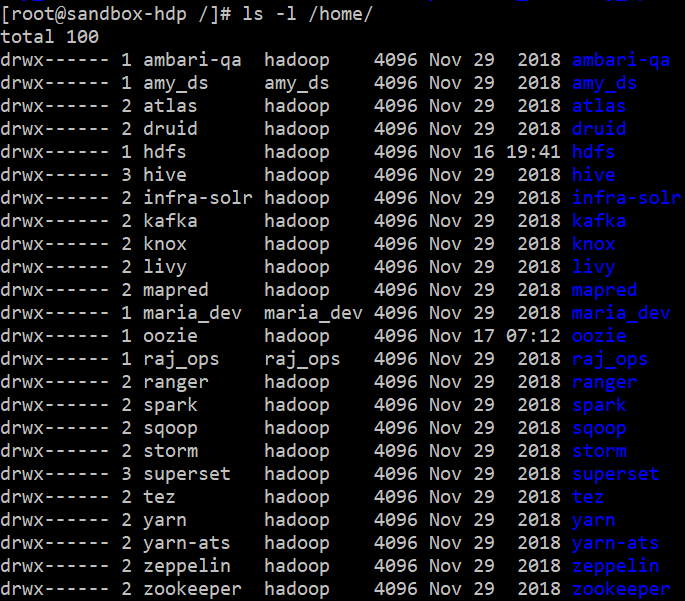 [root@sandbox-hdp /]# ls -l /home/
total 100
drwx------ 1 ambari-qa  hadoop    4096 Nov 29  2018 ambari-qa
drwx------ 1 amy_ds     amy_ds    4096 Nov 29  2018 amy_ds
drwx------ 2 atlas      hadoop    4096 Nov 29  2018 atlas
drwx------ 2 druid      hadoop    4096 Nov 29  2018 druid
drwx------ 1 hdfs       hadoop    4096 Nov 16 19:41 hdfs
drwx------ 3 hive       hadoop    4096 Nov 29  2018 hive
drwx------ 2 infra-solr hadoop    4096 Nov 29  2018 infra-solr
drwx------ 2 kafka      hadoop    4096 Nov 29  2018 kafka
drwx------ 2 knox       hadoop    4096 Nov 29  2018 knox
drwx------ 2 livy       hadoop    4096 Nov 29  2018 livy
drwx------ 2 mapred     hadoop    4096 Nov 29  2018 mapred
drwx------ 1 maria_dev  maria_dev 4096 Nov 29  2018 maria_dev
drwx------ 1 oozie      hadoop    4096 Nov 17 07:12 oozie
drwx------ 1 raj_ops    raj_ops   4096 Nov 29  2018 raj_ops
drwx------ 2 ranger     hadoop    4096 Nov 29  2018 ranger
drwx------ 2 spark      hadoop    4096 Nov 29  2018 spark
drwx------ 2 sqoop      hadoop    4096 Nov 29  2018 sqoop
drwx------ 2 storm      hadoop    4096 Nov 29  2018 storm
drwx------ 3 superset   hadoop    4096 Nov 29  2018 superset
drwx------ 2 tez        hadoop    4096 Nov 29  2018 tez
drwx------ 2 yarn       hadoop    4096 Nov 29  2018 yarn
drwx------ 2 yarn-ats   hadoop    4096 Nov 29  2018 yarn-ats
drwx------ 2 zeppelin   hadoop    4096 Nov 29  2018 zeppelin
drwx------ 2 zookeeper  hadoop    4096 Nov 29  2018 zookeeper